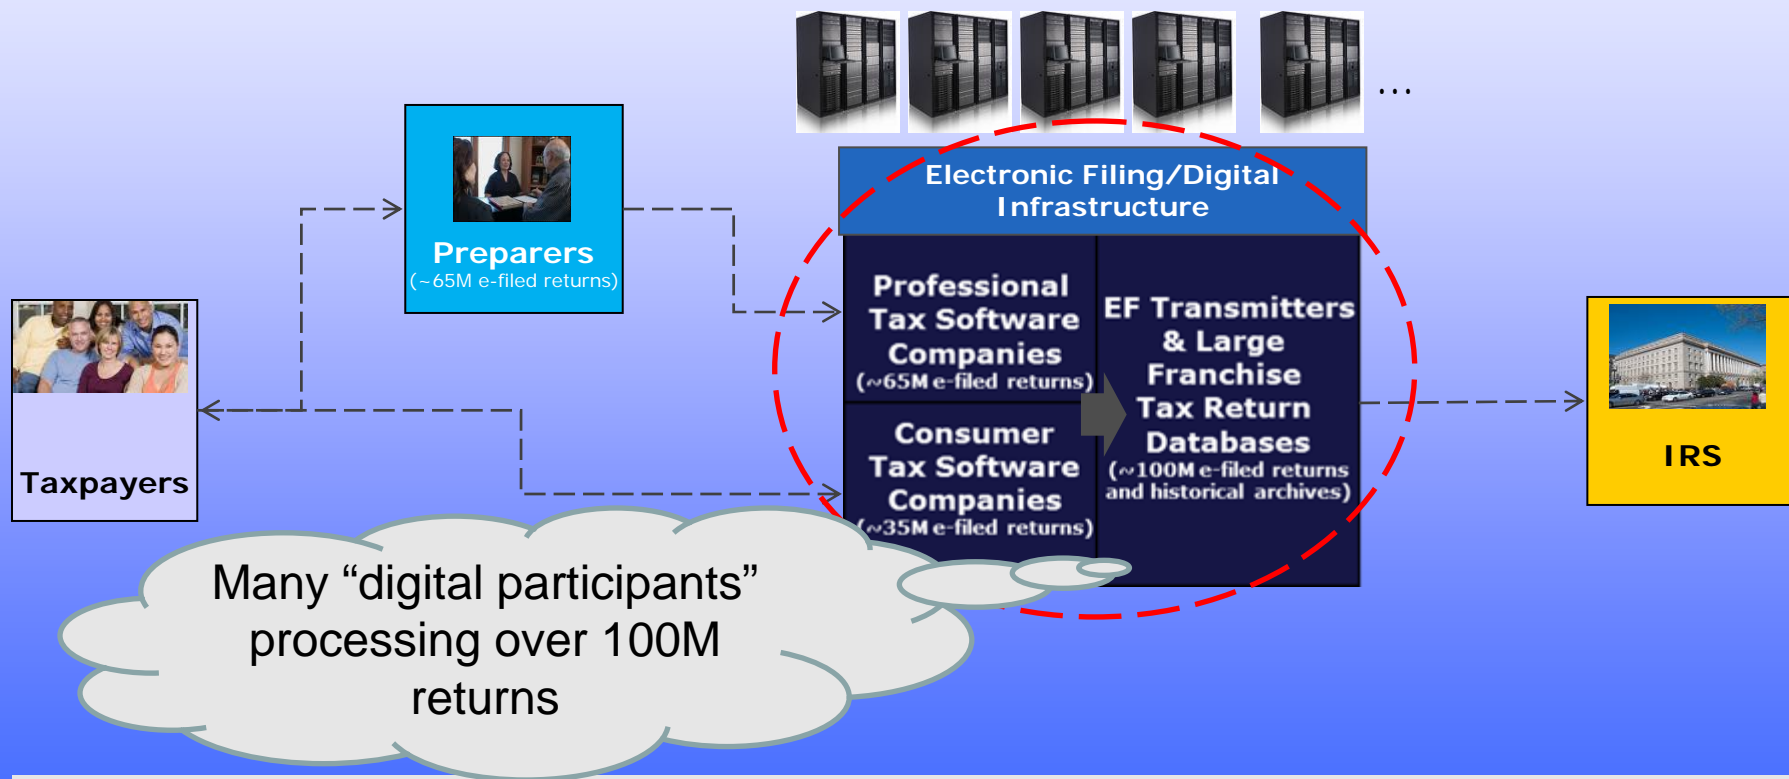 ...
Electronic Filing/Digital
Infrastructure
Preparers
(~65M e-filed returns)
Professional
Tax Software
Companies
(~65M e-filed returns)
EF Transmitters
& Large
Franchise
Tax Return
Databases
(~100M e-filed returns
and historical archives)
Consumer
Tax Software
Companies
(~35M e-filed returns)
Taxpayers
IRS
Many “digital participants”
processing over 100M
returns